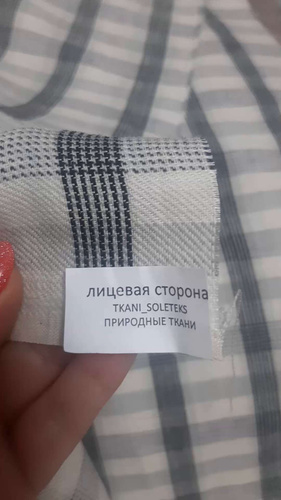 лицевая сторона
TKANI_SOLETEKS
ПРИРОДНЫЕ ТКАНИ